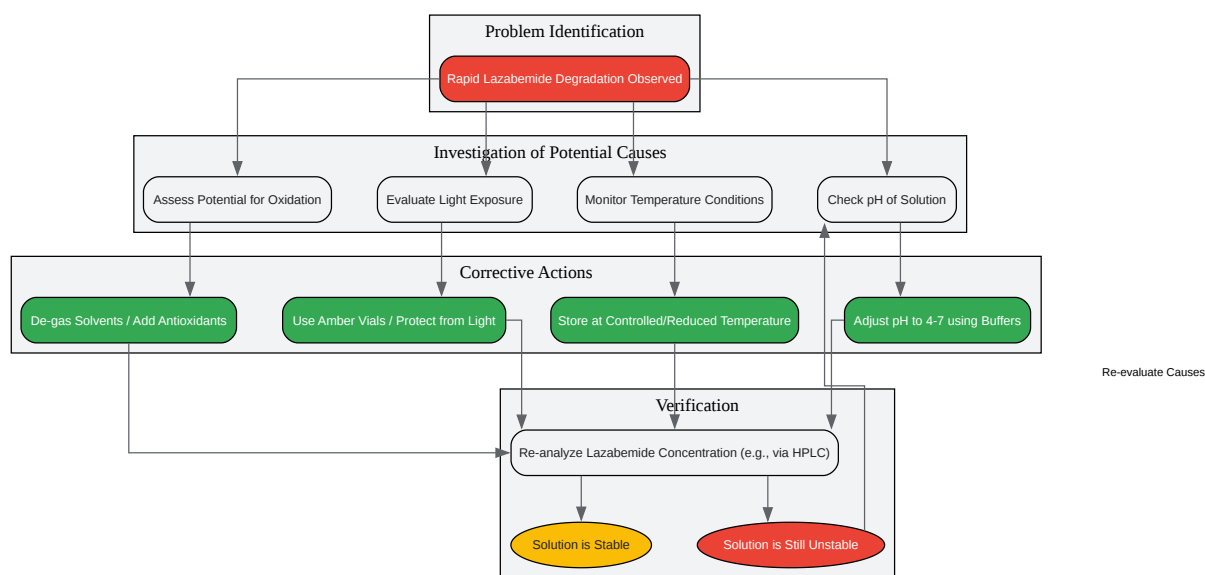 Problem Identification
Rapid Lazabemide Degradation Observed
Investigation of Potential Causes
Assess Potential for Oxidation
Evaluate Light Exposure
Monitor Temperature Conditions
Check pH of Solution
Corrective Actions
De-gas Solvents / Add Antioxidants
Use Amber Vials / Protect from Light
Store at Controlled/Reduced Temperature
Adjust pH to 4-7 using Buffers
Re-evaluate Causes
Verification
Re-analyze Lazabemide Concentration (e.g., via HPLC)
Solution is Stable
Solution is Still Unstable